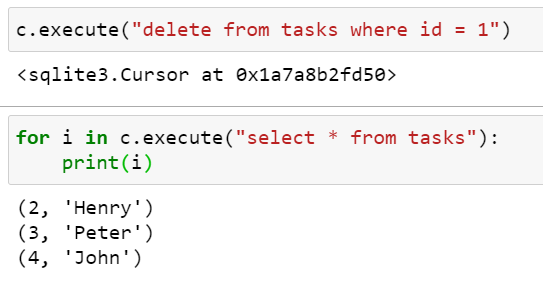 c.execute("delete from tasks where id = 1")
<sqlite3.Cursor at 0x1a7a8b2fd50>
for i in c.execute("select * from tasks"):
    print(i)
(2, 'Henry')
(3, 'Peter')
(4, 'John')